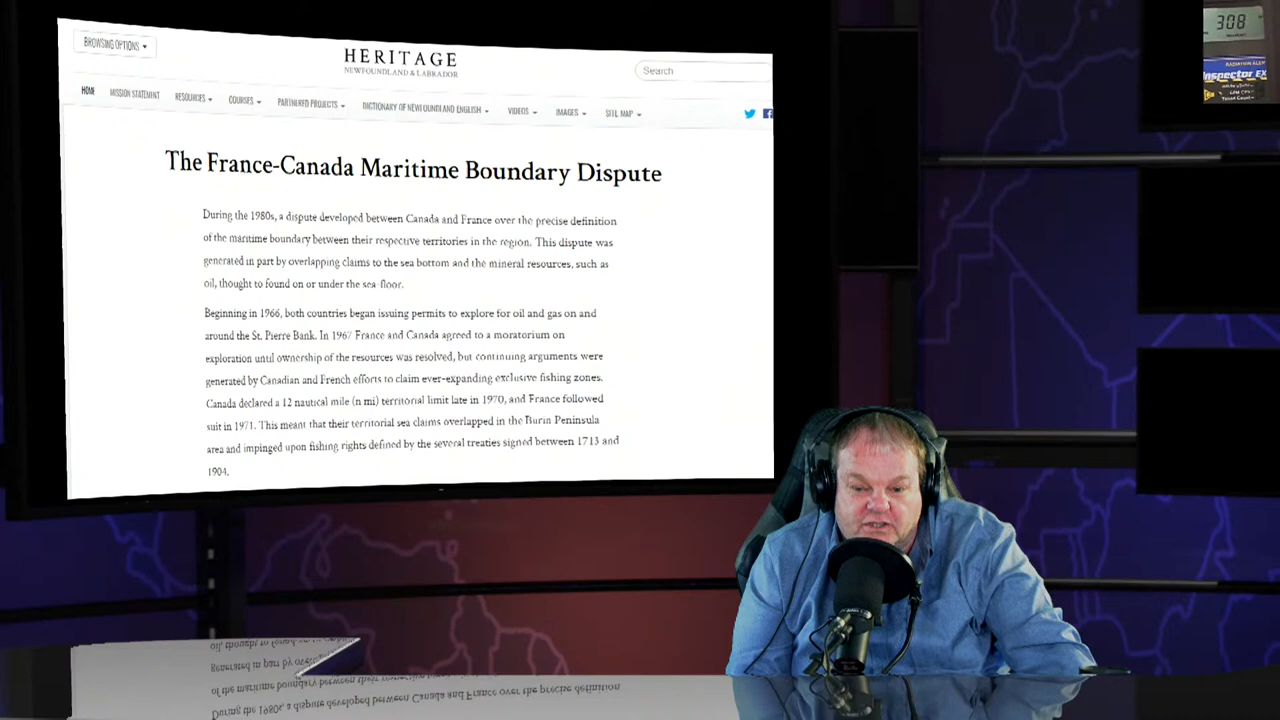 BROWSING OPTIONS
HERITAGE
NEWFOUNDLAND & LABRADOR
Search
HOME MISSION STATEMENT RESOURCES COURSES PARTNERED PROJECTS DICTIONARY OF NEWFOUNDLAND ENGLISH VIDEOS IMAGES SITE MAP
The France-Canada Maritime Boundary Dispute
During the 1980s, a dispute developed between Canada and France over the precise definition
of the maritime boundary between their respective territories in the region. This dispute was
generated in part by overlapping claims to the sea bottom and the mineral resources, such as
oil, thought to found on or under the sea-floor.
Beginning in 1966, both countries began issuing permits to explore for oil and gas on and
around the St. Pierre Bank. In 1967 France and Canada agreed to a moratorium on
exploration until ownership of the resources was resolved, but continuing arguments were
generated by Canadian and French efforts to claim ever-expanding exclusive fishing zones.
Canada declared a 12 nautical mile (n mi) territorial limit late in 1970, and France followed
suit in 1971. This meant that their territorial sea claims overlapped in the Burin Peninsula
area and impinged upon fishing rights defined by the several treaties signed between 1713 and
1904.
308
RADIATION ALERT
Inspector EX